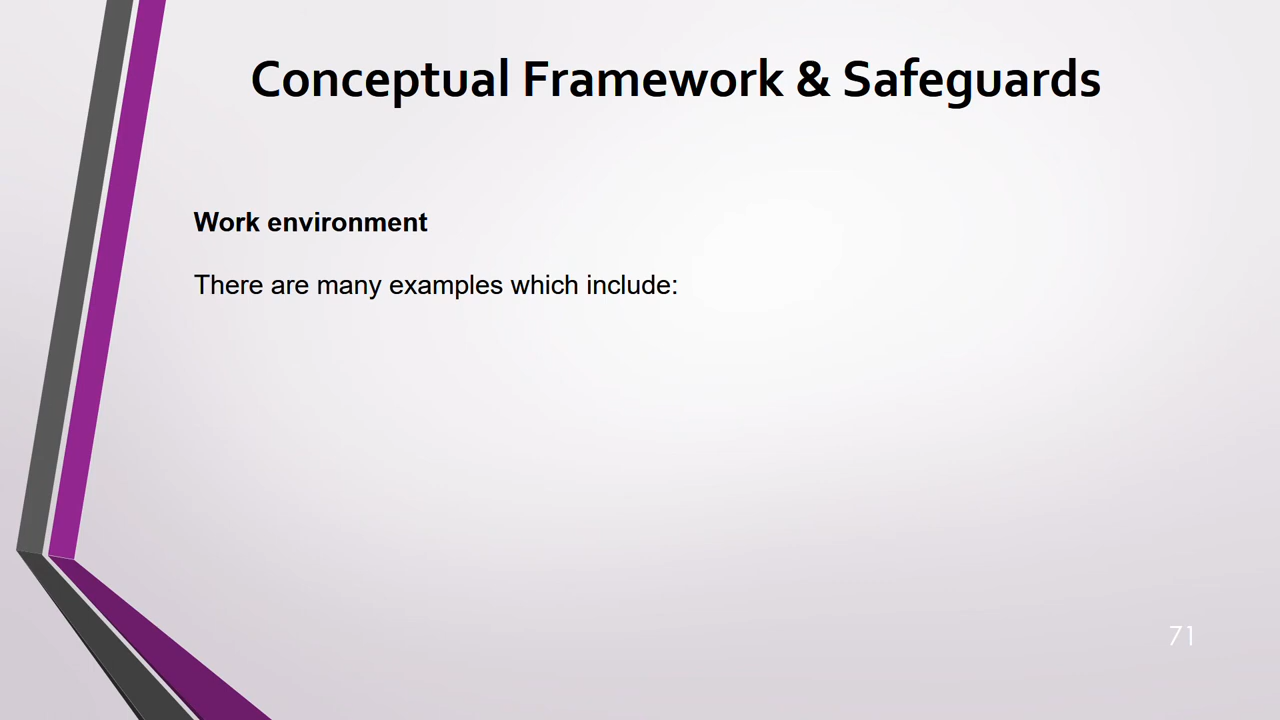 Conceptual Framework & Safeguards
Work environment
There are many examples which include:
71